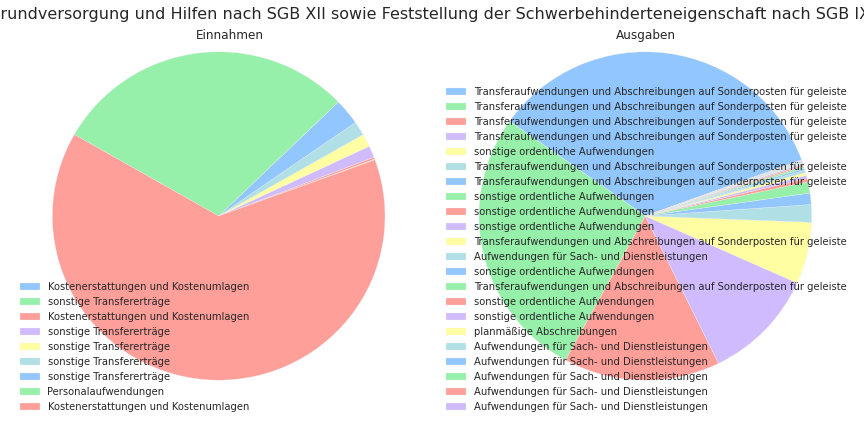 rundversorgung und Hilfen nach SGB XII sowie Feststellung der Schwerbehinderteneigenschaft nach SGB IX
Einnahmen
Kostenerstattungen und Kostenumlagen
sonstige Transfererträge
Kostenerstattungen und Kostenumlagen
sonstige Transfererträge
sonstige Transfererträge
sonstige Transfererträge
sonstige Transfererträge
Personalaufwendungen
Kostenerstattungen und Kostenumlagen
Ausgaben
Transferaufwendungen und Abschreibungen auf Sonderposten für geleiste
Transferaufwendungen und Abschreibungen auf Sonderposten für geleiste
Transferaufwendungen und Abschreibungen auf Sonderposten für geleiste
Transferaufwendungen und Abschreibungen auf Sonderposten für geleiste
sonstige ordentliche Aufwendungen
Transferaufwendungen und Abschreibungen auf Sonderposten für geleiste
Transferaufwendungen und Abschreibungen auf Sonderposten für geleiste
sonstige ordentliche Aufwendungen
sonstige ordentliche Aufwendungen
sonstige ordentliche Aufwendungen
Transferaufwendungen und Abschreibungen auf Sonderposten für geleiste
Aufwendungen für Sach- und Dienstleistungen
sonstige ordentliche Aufwendungen
Transferaufwendungen und Abschreibungen auf Sonderposten für geleiste
sonstige ordentliche Aufwendungen
sonstige ordentliche Aufwendungen
planmäßige Abschreibungen
Aufwendungen für Sach- und Dienstleistungen
Aufwendungen für Sach- und Dienstleistungen
Aufwendungen für Sach- und Dienstleistungen
Aufwendungen für Sach- und Dienstleistungen
Aufwendungen für Sach- und Dienstleistungen